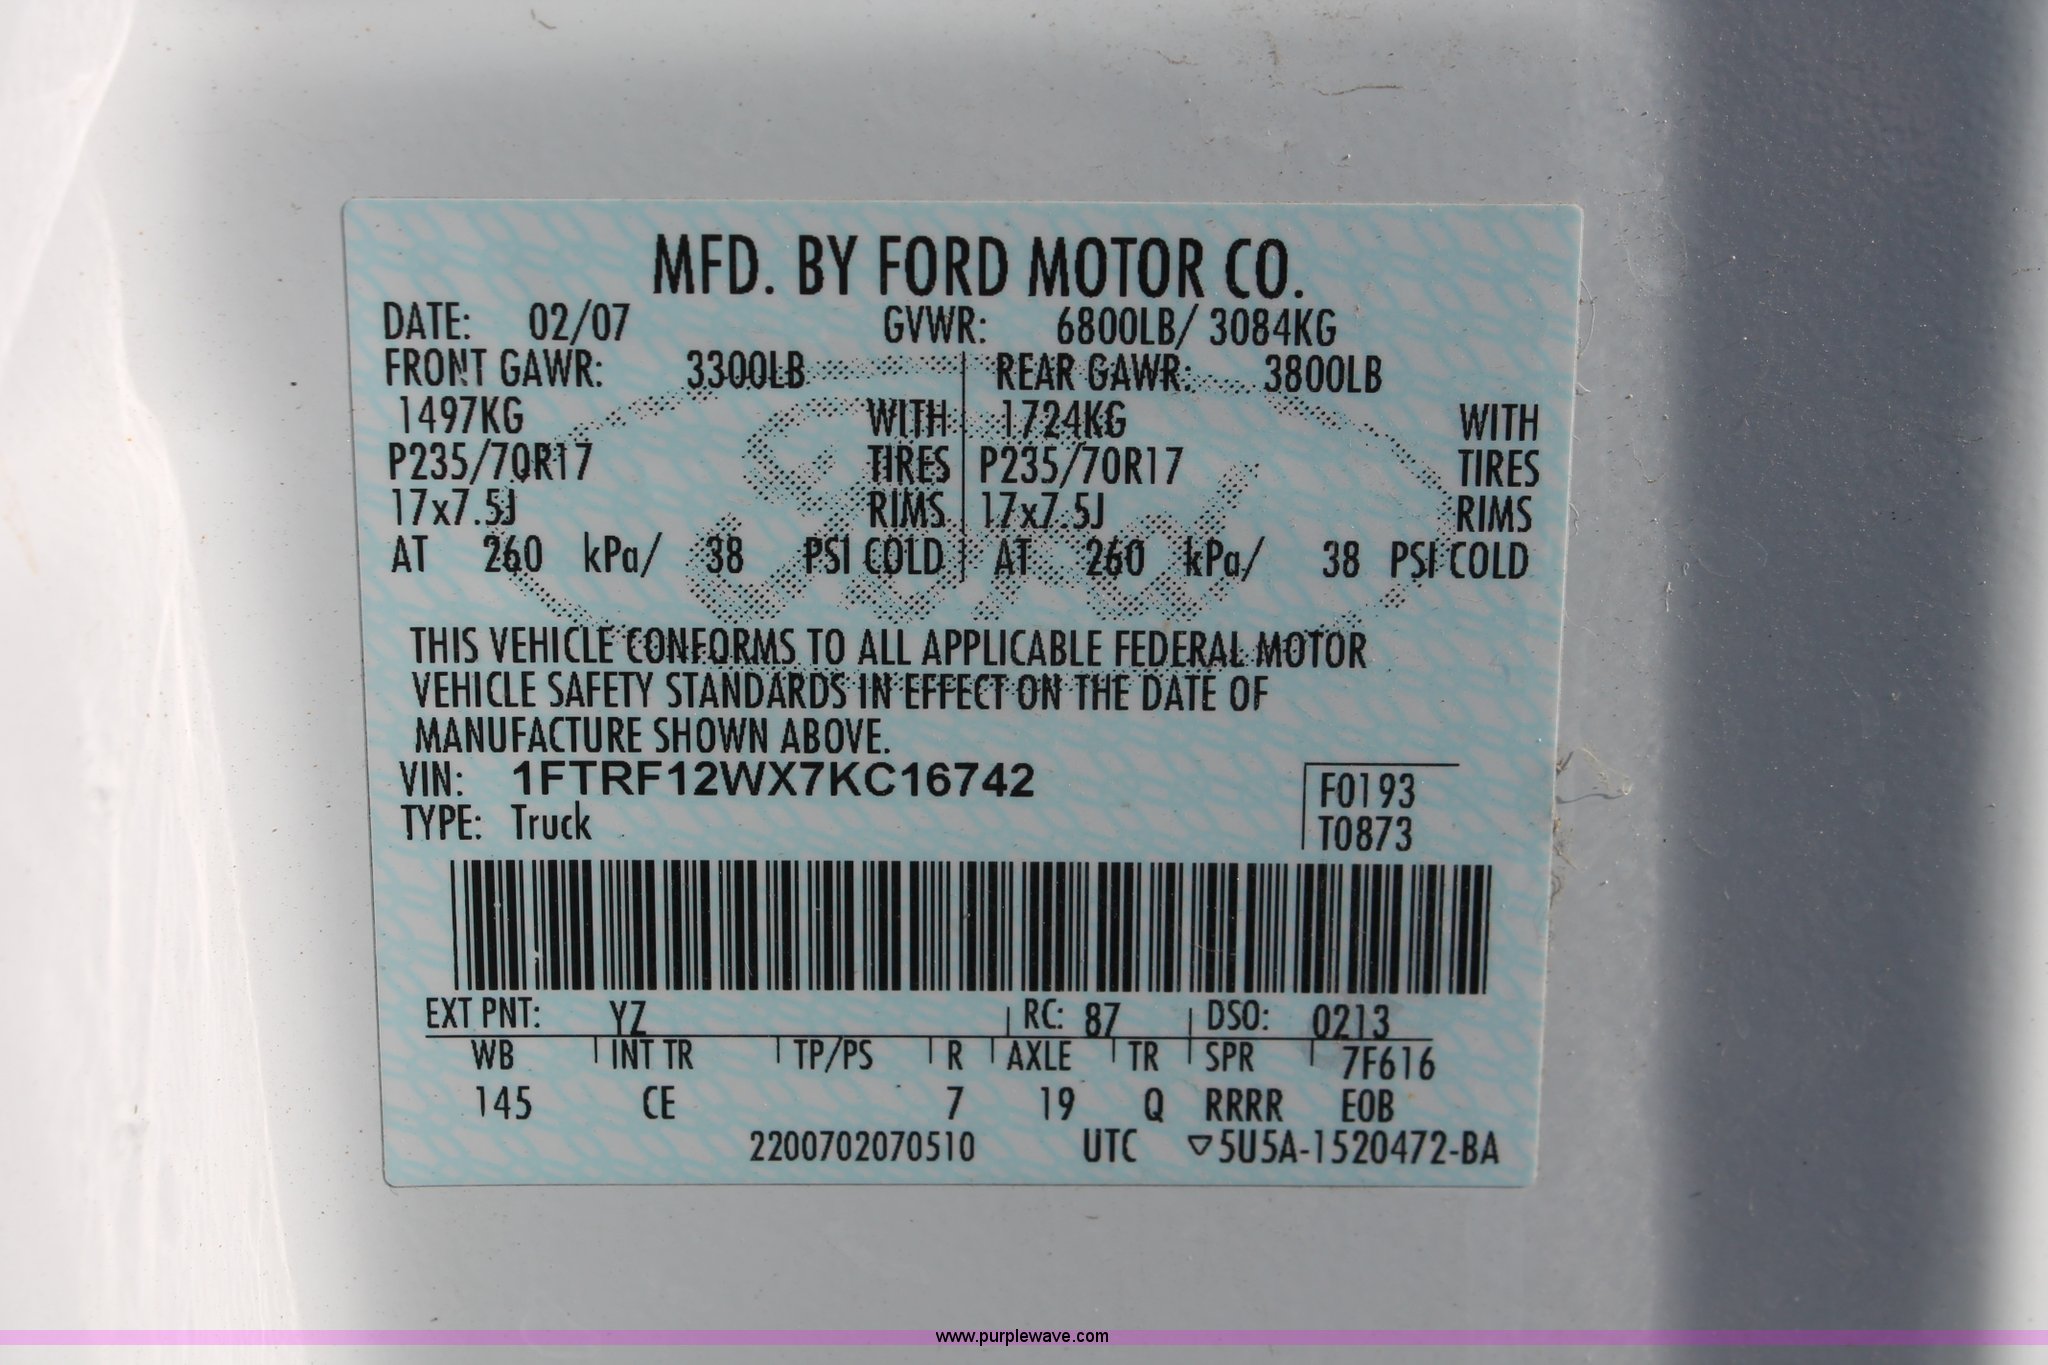 MFD. BY FORD MOTOR CO.
DATE: 02/07 GVWR: 6800LB/ 3084KG
FRONT GAWR: 3300LB REAR GAWR: 3800LB
1497KG WITH 1724KG WITH
P235/70R17 TIRES P235/70R17 TIRES
17x7.5J RIMS 17x7.5J RIMS
AT 260 kPa/ 38 PSI COLD AT 260 kPa/ 38 PSI COLD
THIS VEHICLE CONFORMS TO ALL APPLICABLE FEDERAL MOTOR
VEHICLE SAFETY STANDARDS IN EFFECT ON THE DATE OF
MANUFACTURE SHOWN ABOVE.
VIN: 1FTRF12WX7KC16742 F0193
TYPE: Truck T0873
EXT PNT: YZ RC: 87 DSO: 0213
WB INT TR TP/PS R AXLE TR SPR 7F616
145 CE 7 19 Q RRRR EOB
2200702070510 UTC ▽5U5A-1520472-BA
Ford
www.purplewave.com